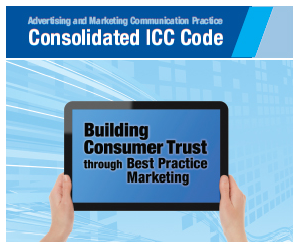 Advertising and Marketing Communication Practice
Consolidated ICC Code
Building
Consumer Trust
through Best Practice
Marketing